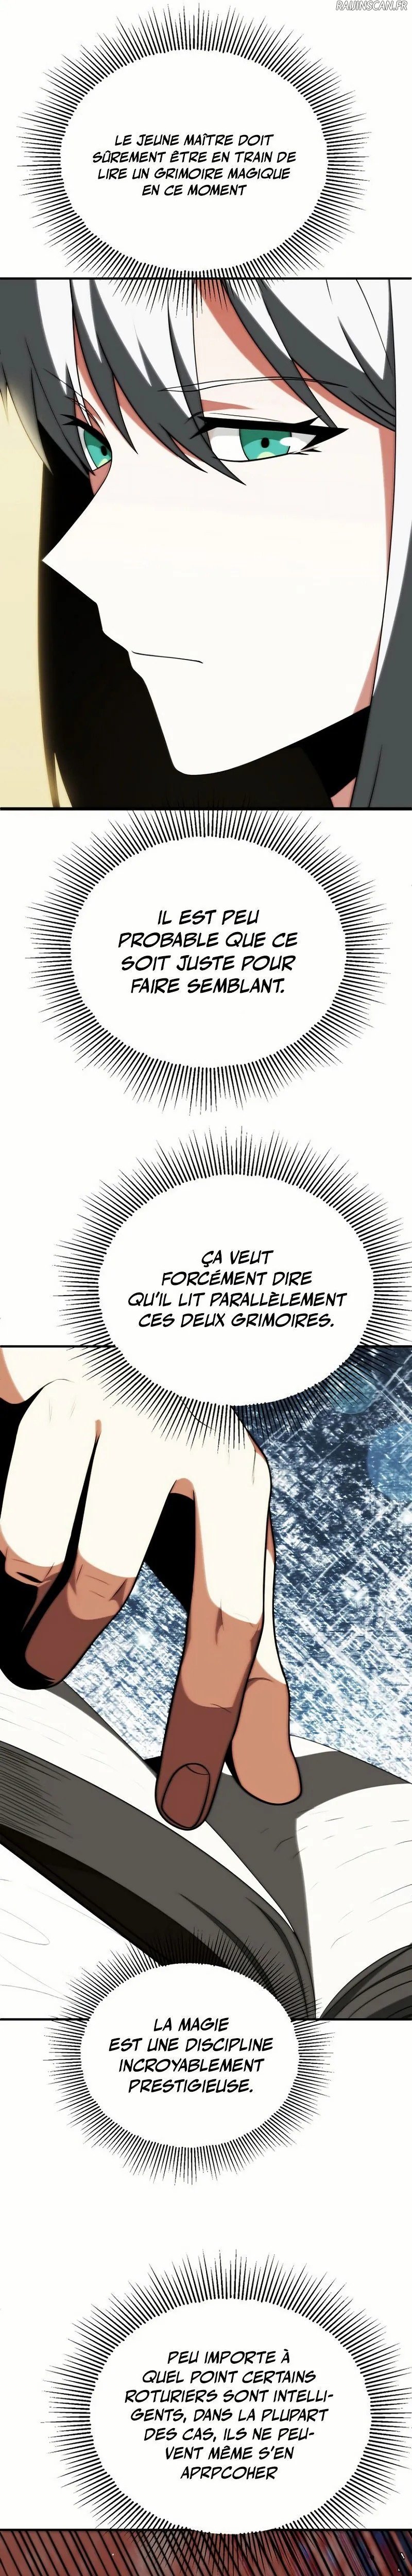 RAIJINSCAN.FR
LE JEUNE MAÎTRE DOIT
SÛREMENT ÊTRE EN TRAIN DE
LIRE UN GRIMOIRE MAGIQUE
EN CE MOMENT
IL EST PEU
PROBABLE QUE CE
SOIT JUSTE POUR
FAIRE SEMBLANT.
ÇA VEUT
FORCÉMENT DIRE
QU'IL LIT PARALLÈLEMENT
CES DEUX GRIMOIRES.
LA MAGIE
EST UNE DISCIPLINE
INCROYABLEMENT
PRESTIGIEUSE.
PEU IMPORTE À
QUEL POINT CERTAINS
ROTURIERS SONT INTELLI-
GENTS, DANS LA PLUPART
DES CAS, ILS NE PEU-
VENT MÊME S'EN
APRPCOHER